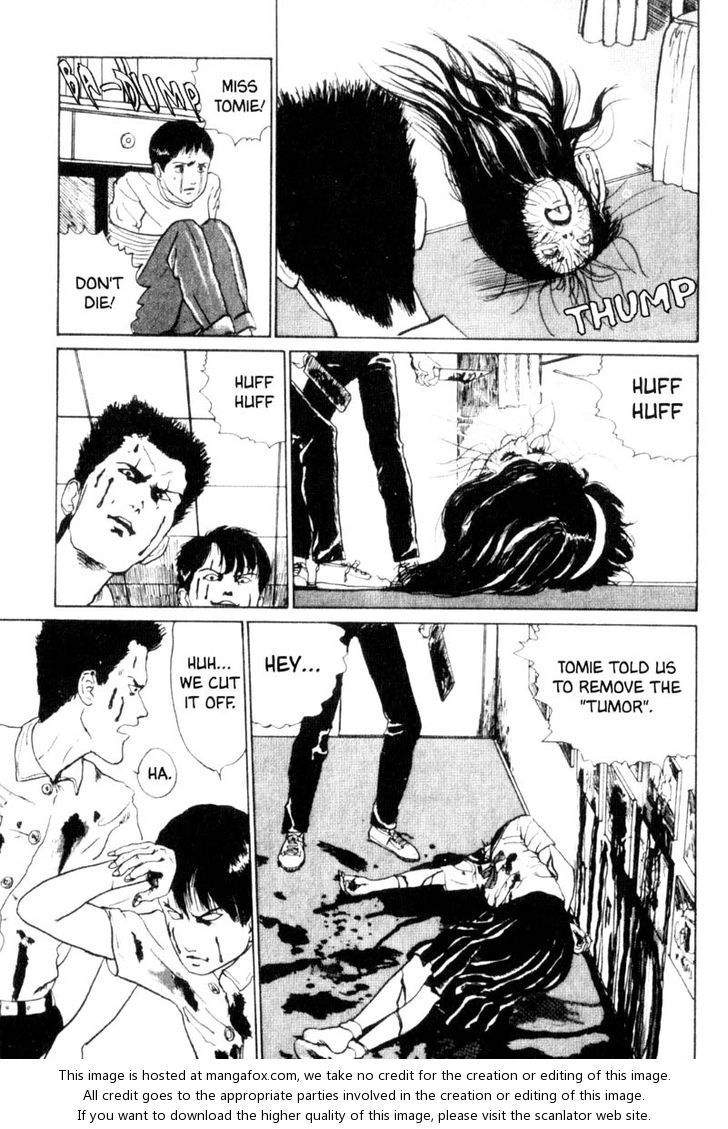 BA-DUMP
MISS
TOMIE!
DON'T
DIE!
THUMP
HUFF
HUFF
HUFF
HUFF
HUH...
WE CUT
IT OFF.
HA.
HEY...
TOMIE TOLD US
TO REMOVE THE
"TUMOR".
This image is hosted at mangafox.com, we take no credit for the creation or editing of this image.
All credit goes to the appropriate parties involved in the creation or editing of this image.
If you want to download the higher quality of this image, please visit the scanlator web site.